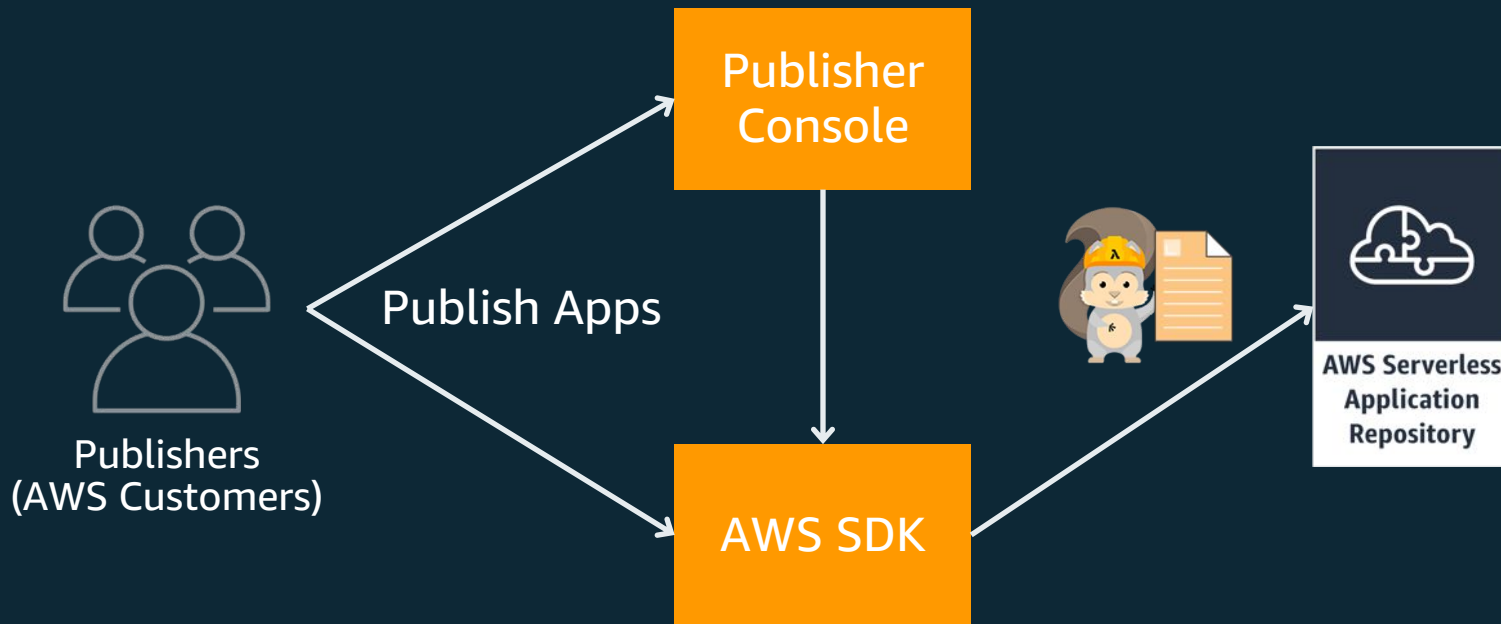 Publisher
Console
Publish Apps
λ
Publishers
(AWS Customers)
AWS SDK
AWS Serverless
Application
Repository